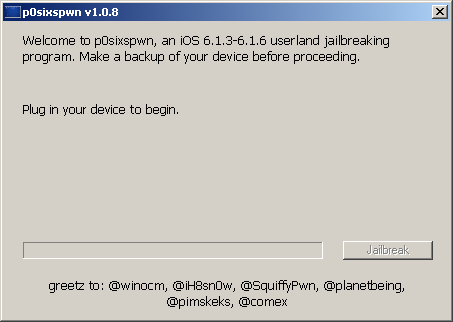 p0sixspwn v1.0.8
Welcome to p0sixspwn, an iOS 6.1.3-6.1.6 userland jailbreaking
program. Make a backup of your device before proceeding.
Plug in your device to begin.
Jailbreak
greetz to: @winocm, @iH8sn0w, @SquiffyPwn, @planetbeing,
@pimskeks, @comex